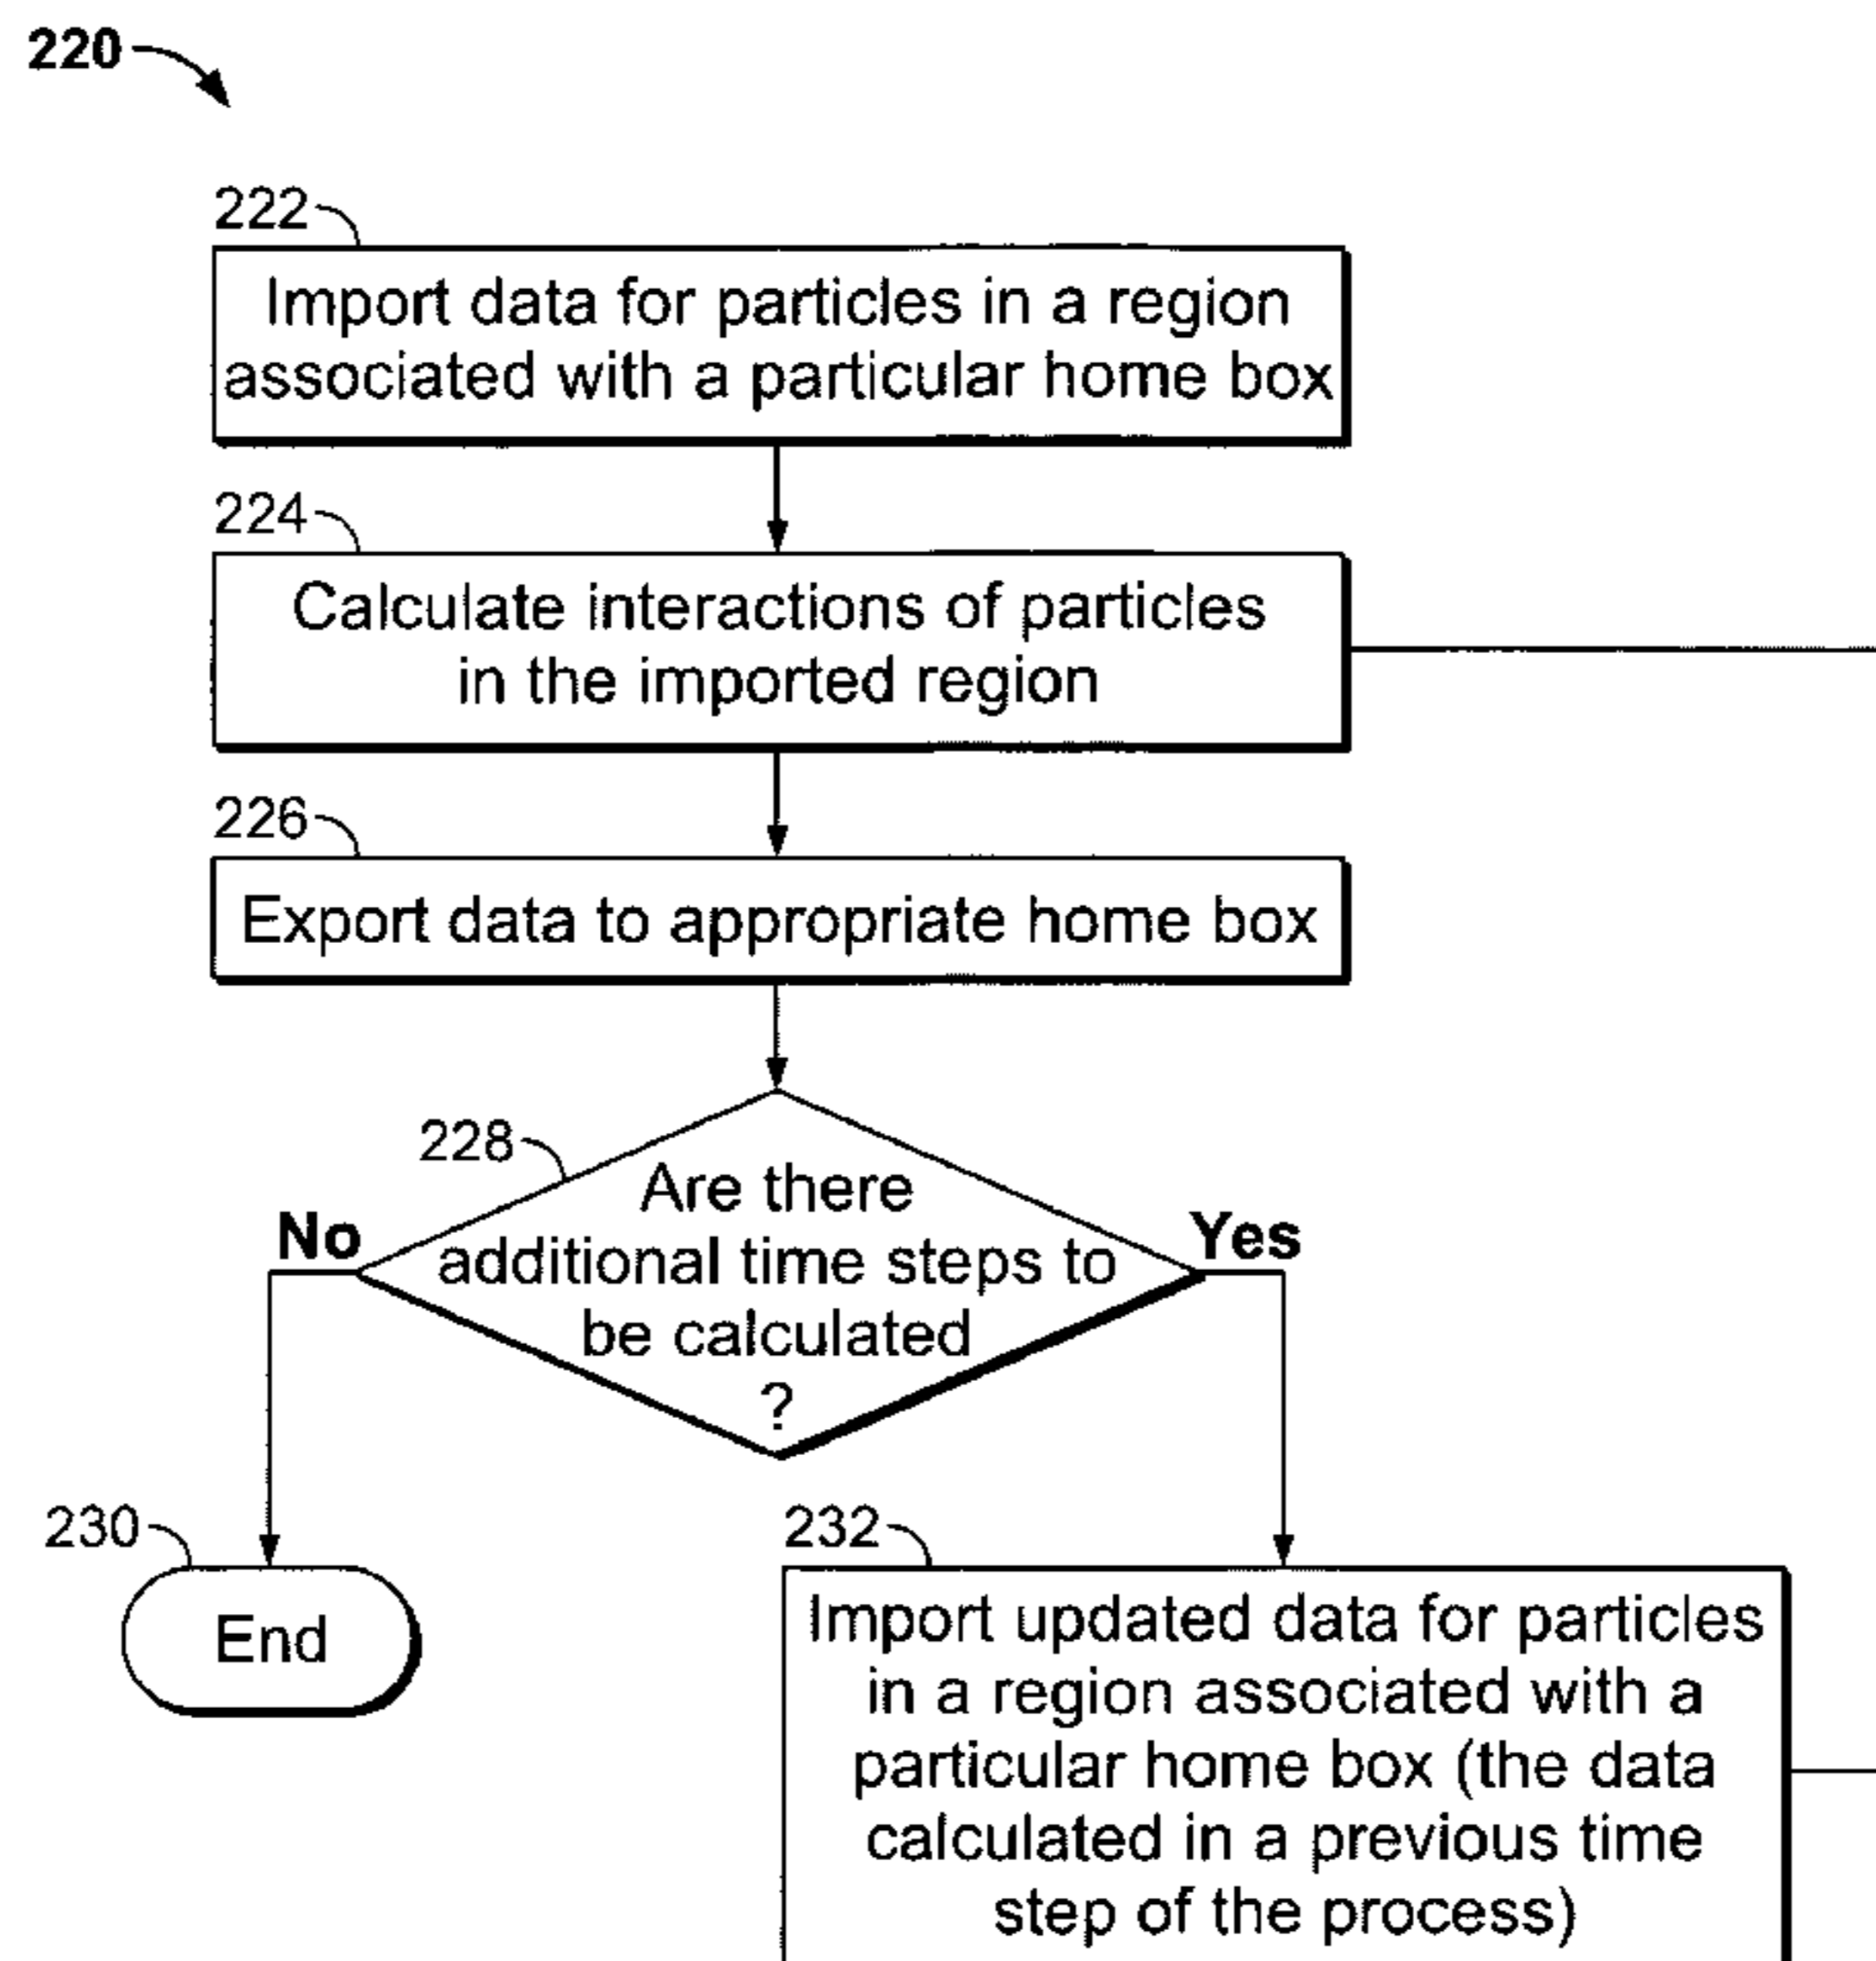 220
222
Import data for particles in a region
associated with a particular home box
224
Calculate interactions of particles
in the imported region
226
Export data to appropriate home box
228
Are there
additional time steps to
be calculated
?
No
Yes
230
End
232
Import updated data for particles
in a region associated with a
particular home box (the data
calculated in a previous time
step of the process)